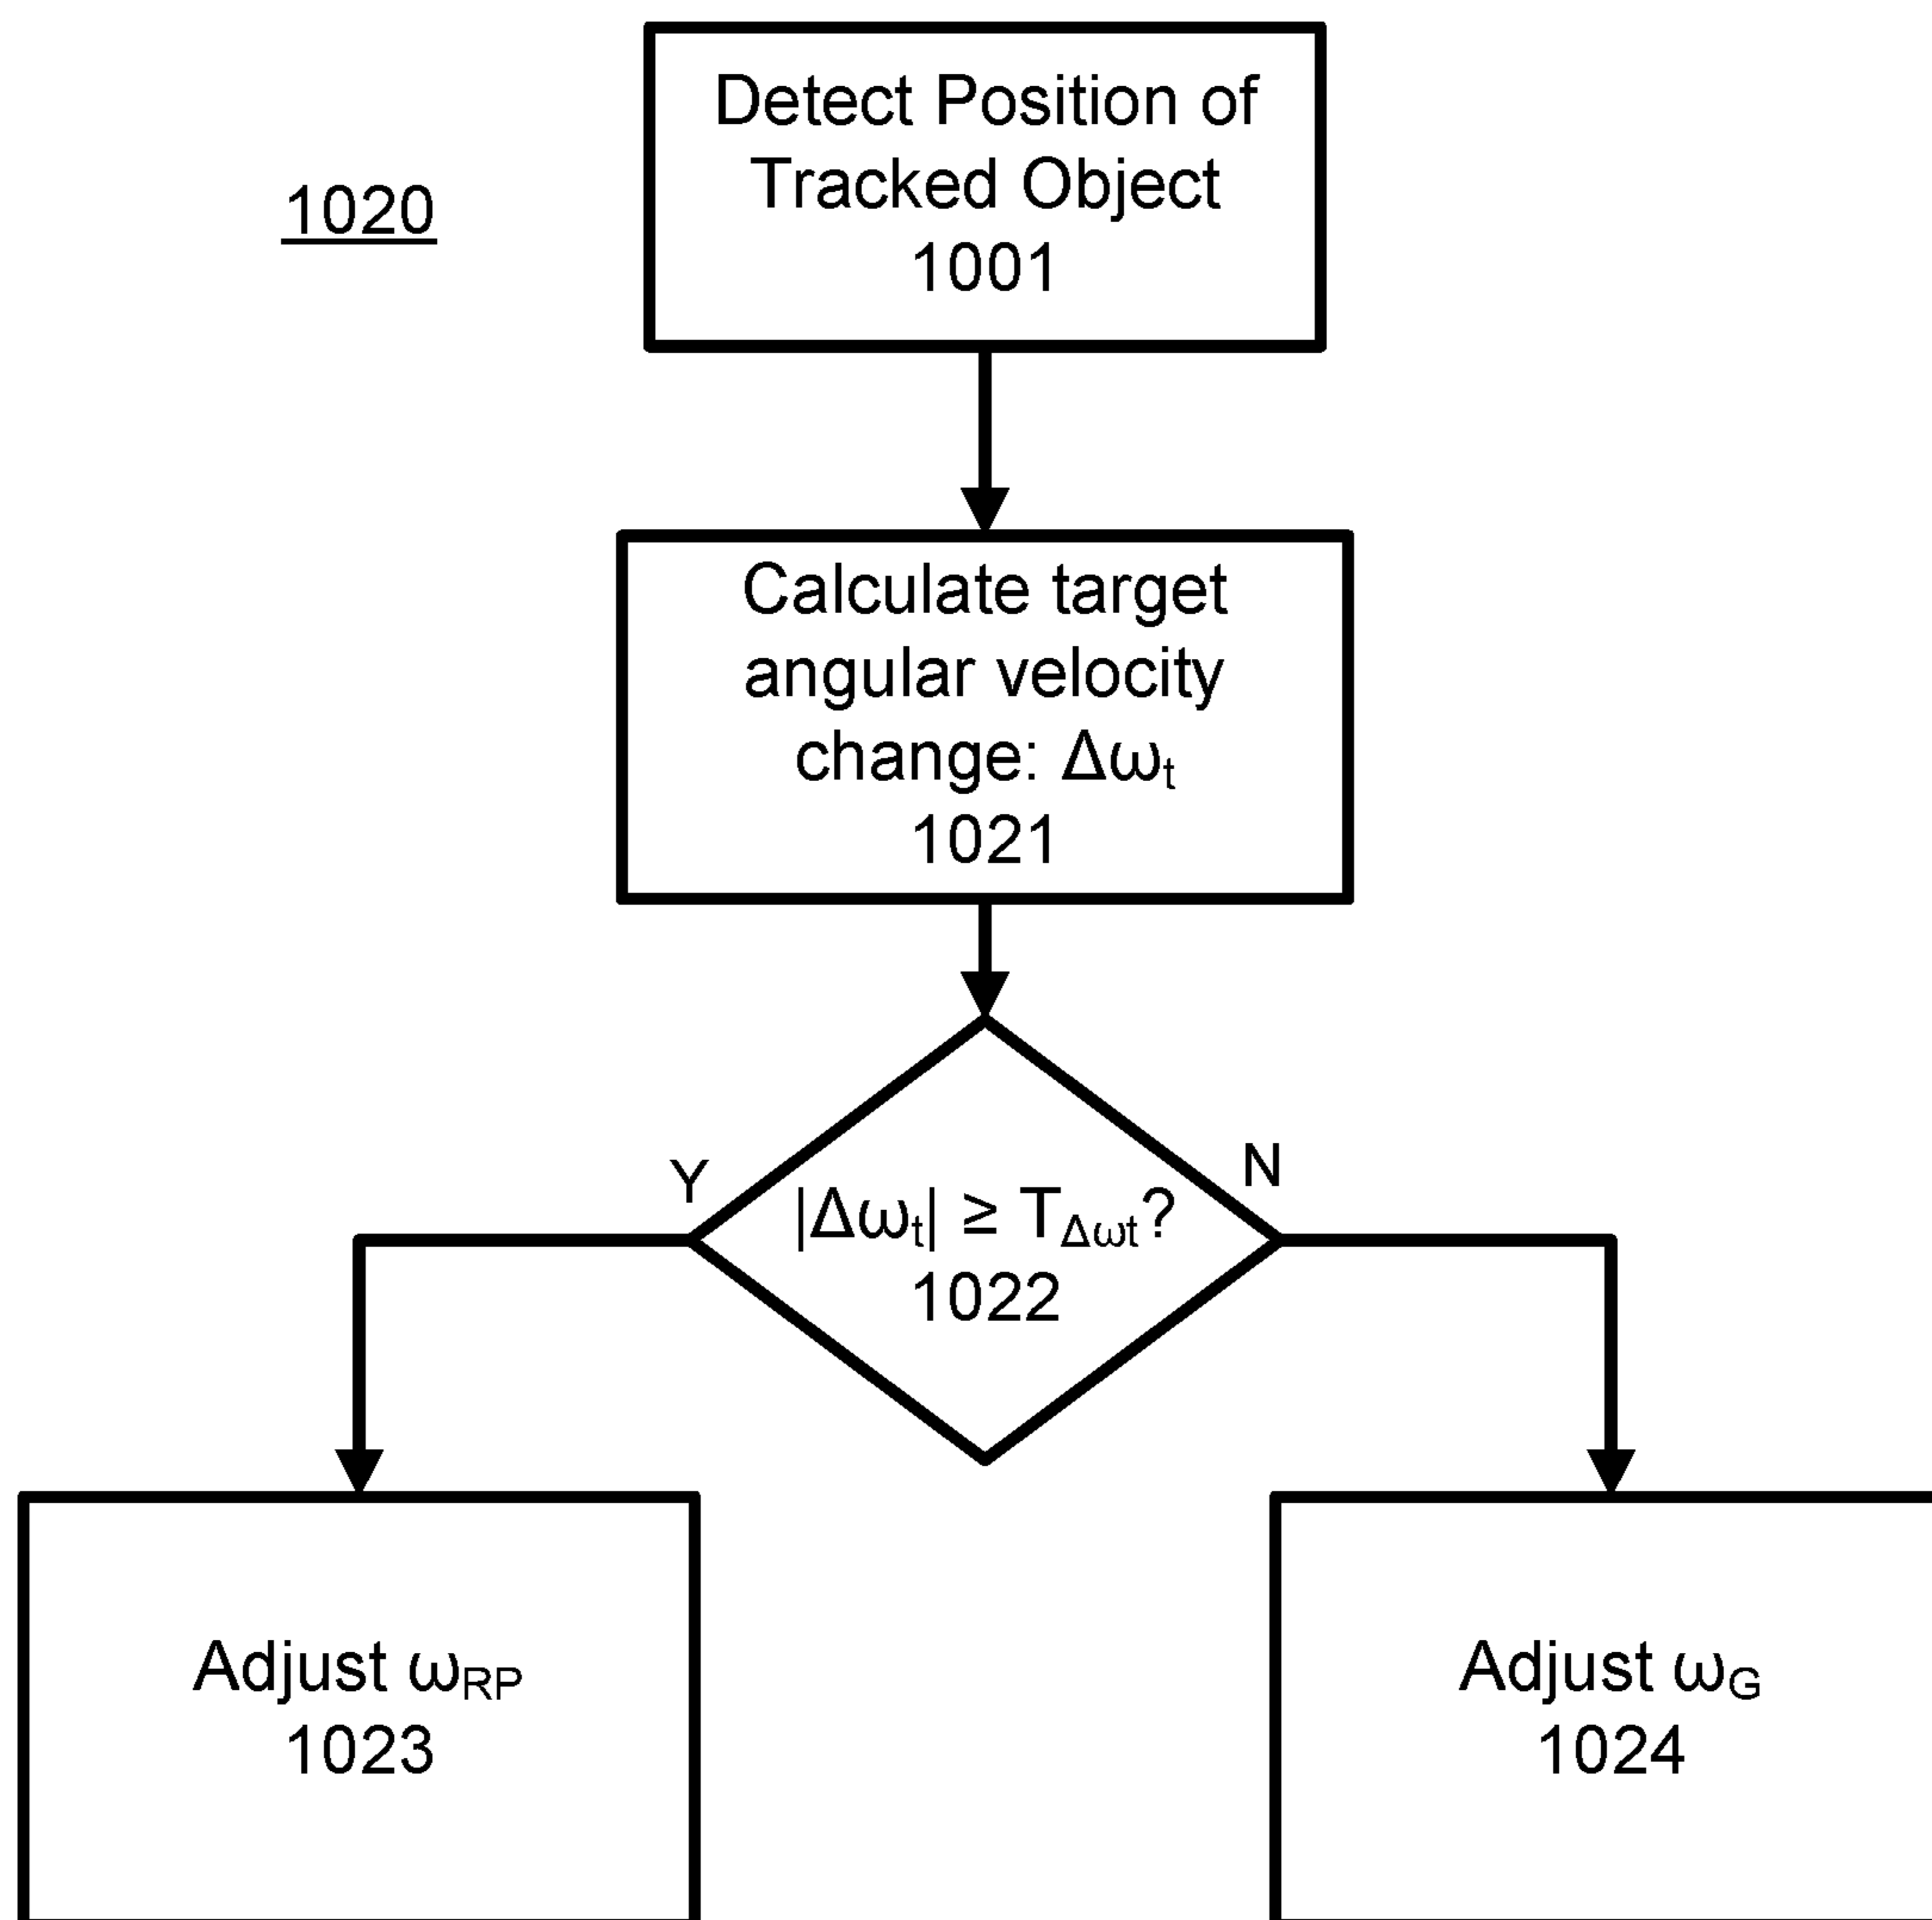 1020
Detect Position of
Tracked Object
1001
Calculate target
angular velocity
change: Δωt
1021
Y
N
|Δωt| ≥ TΔωt?
1022
Adjust ωRP
1023
Adjust ωG
1024